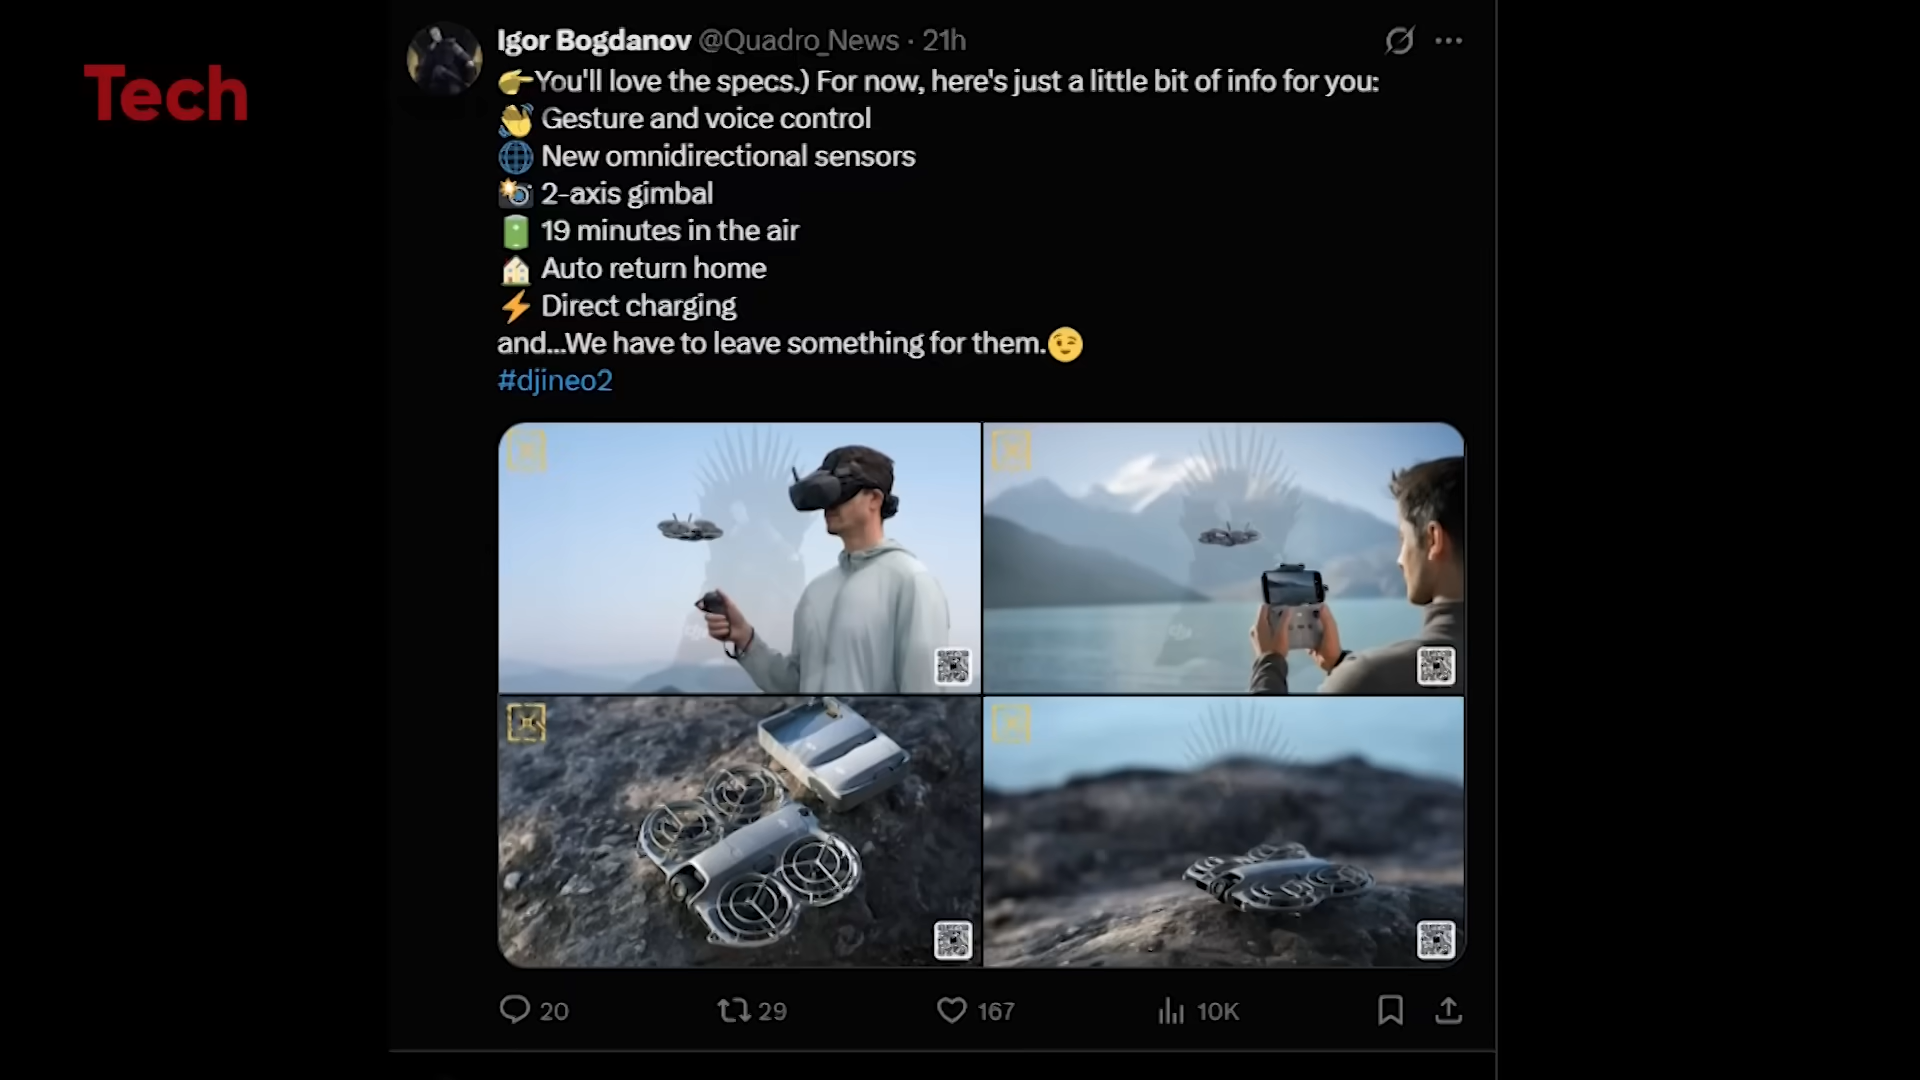 Tech
Igor Bogdanov @Quadro_News · 21h
👉You'll love the specs.) For now, here's just a little bit of info for you:
👋 Gesture and voice control
🌐 New omnidirectional sensors
📸 2-axis gimbal
🔋 19 minutes in the air
🏠 Auto return home
⚡ Direct charging
and...We have to leave something for them.😉
#djineo2
20 29 167 10K